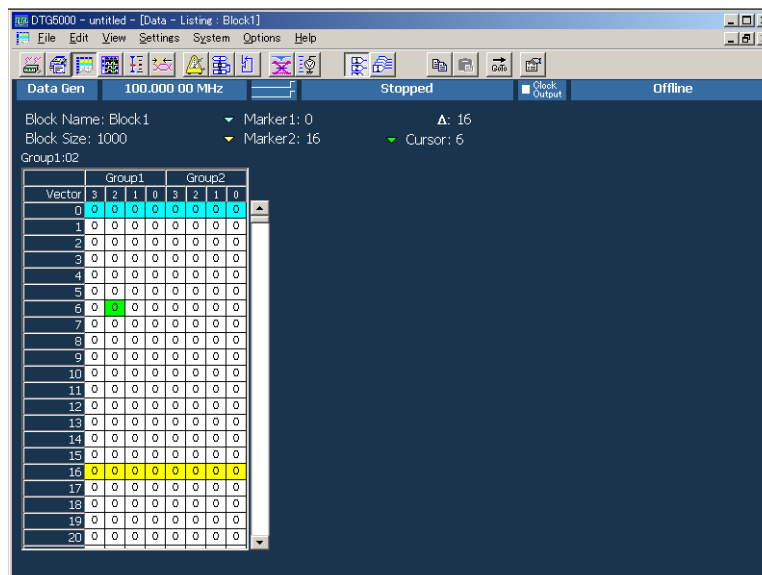 DTG5000 - untitled - [Data - Listing : Block1]
File Edit View Settings System Options Help
GoTo
Data Gen 100.000 00 MHz Stopped Clock Output Offline
Block Name: Block1 Marker1: 0 Δ: 16
Block Size: 1000 Marker2: 16 Cursor: 6
Group1:02
Group1 Group2
Vector 3 2 1 0 3 2 1 0
0 0 0 0 0 0 0 0 0
1 0 0 0 0 0 0 0 0
2 0 0 0 0 0 0 0 0
3 0 0 0 0 0 0 0 0
4 0 0 0 0 0 0 0 0
5 0 0 0 0 0 0 0 0
6 0 0 0 0 0 0 0 0
7 0 0 0 0 0 0 0 0
8 0 0 0 0 0 0 0 0
9 0 0 0 0 0 0 0 0
10 0 0 0 0 0 0 0 0
11 0 0 0 0 0 0 0 0
12 0 0 0 0 0 0 0 0
13 0 0 0 0 0 0 0 0
14 0 0 0 0 0 0 0 0
15 0 0 0 0 0 0 0 0
16 0 0 0 0 0 0 0 0
17 0 0 0 0 0 0 0 0
18 0 0 0 0 0 0 0 0
19 0 0 0 0 0 0 0 0
20 0 0 0 0 0 0 0 0